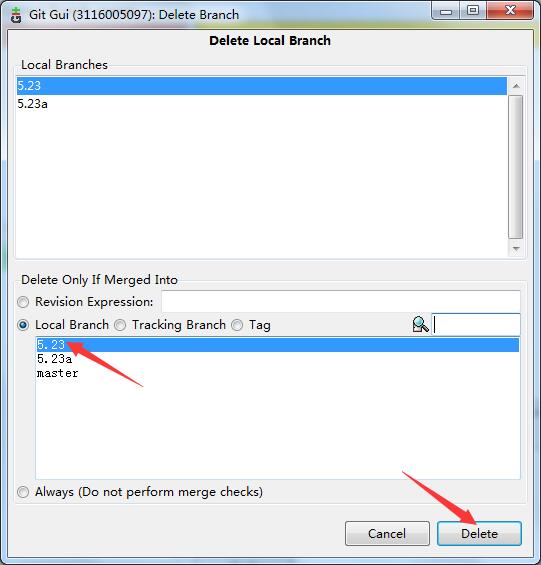 Git Gui (3116005097): Delete Branch
Delete Local Branch
Local Branches
5.23
5.23a
Delete Only If Merged Into
Revision Expression:
Local Branch Tracking Branch Tag
5.23
5.23a
master
Always (Do not perform merge checks)
Cancel Delete